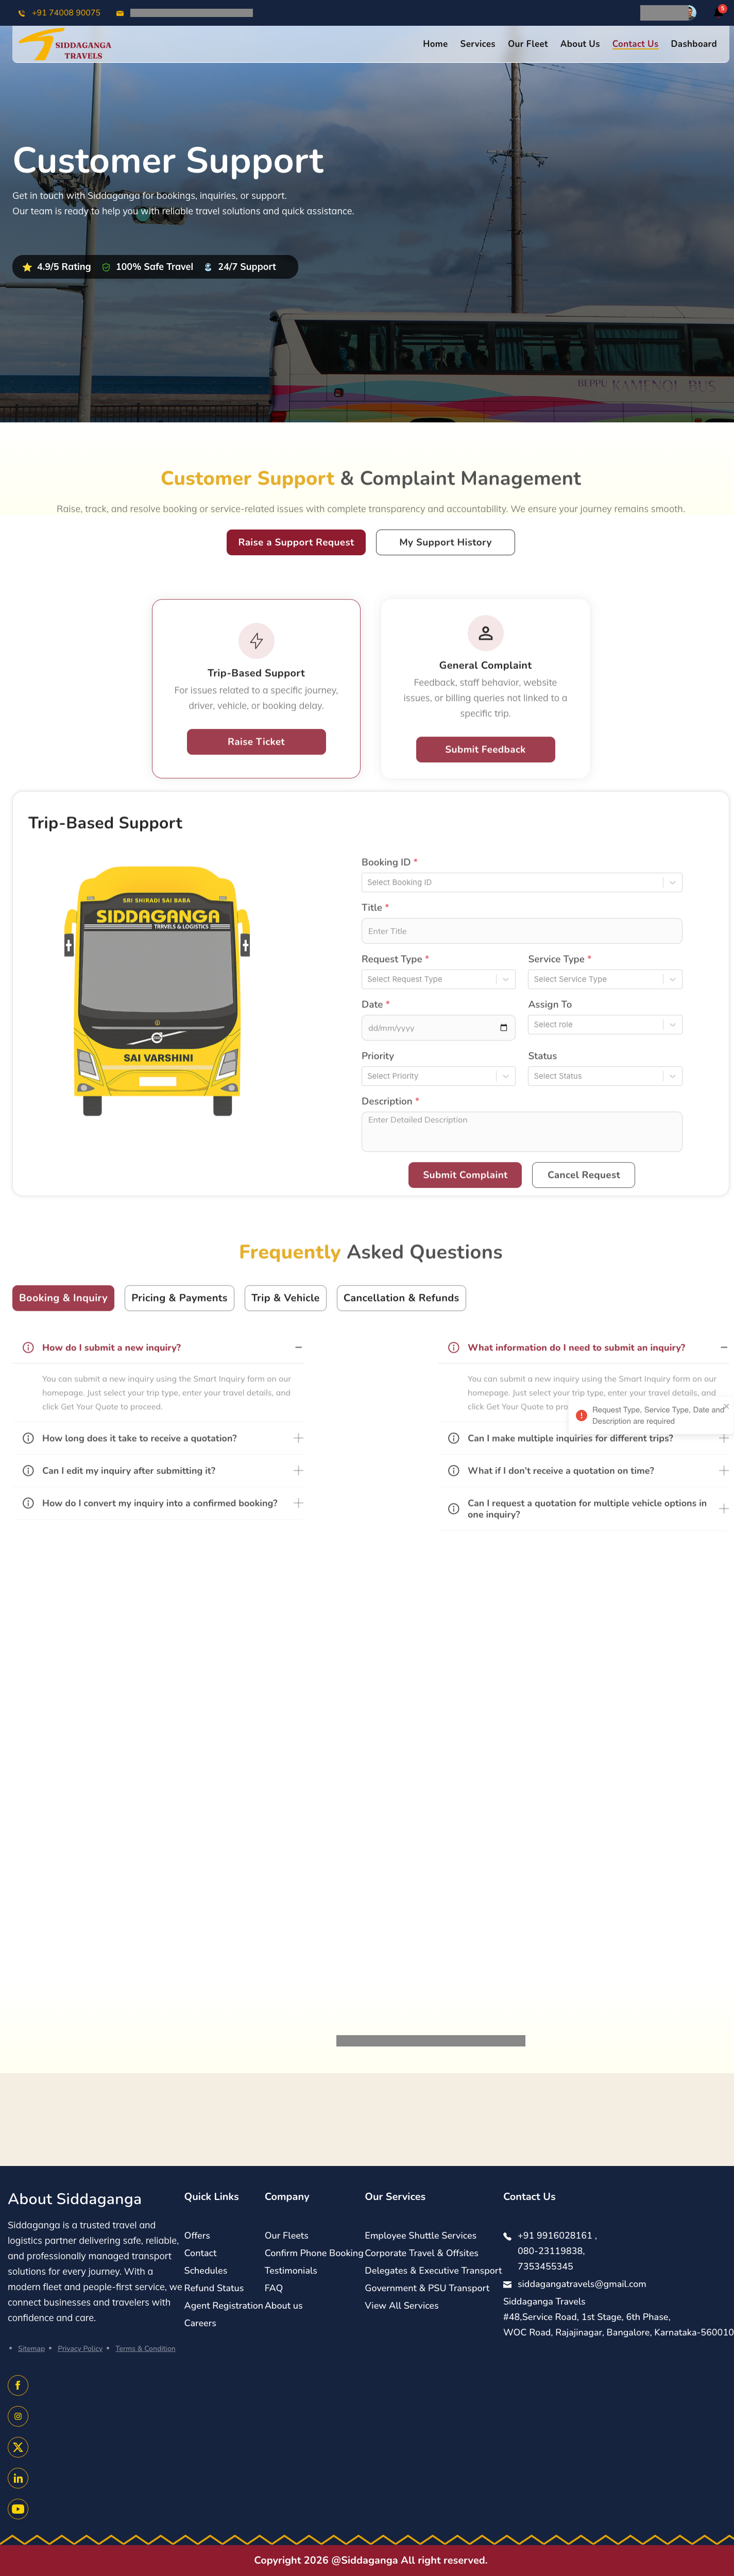 +91 74008 90075
5
SIDDAGANGA
TRAVELS
Home
Services
Our Fleet
About Us
Contact Us
Dashboard
Customer Support
Get in touch with Siddaganga for bookings, inquiries, or support.
Our team is ready to help you with reliable travel solutions and quick assistance.
4.9/5 Rating
100% Safe Travel
24/7 Support
BEPPU KAMENOI BUS
Customer Support & Complaint Management
Raise, track, and resolve booking or service-related issues with complete transparency and accountability. We ensure your journey remains smooth.
Raise a Support Request
My Support History
Trip-Based Support
For issues related to a specific journey,
driver, vehicle, or booking delay.
Raise Ticket
General Complaint
Feedback, staff behavior, website
issues, or billing queries not linked to a
specific trip.
Submit Feedback
Trip-Based Support
SRI SHIRADI SAI BABA
SIDDAGANGA
TRAVELS & LOGISTICS
SAI VARSHINI
Booking ID *
Select Booking ID
Title *
Enter Title
Request Type *
Service Type *
Select Request Type
Select Service Type
Date *
Assign To
dd/mm/yyyy
Select role
Priority
Status
Select Priority
Select Status
Description *
Enter Detailed Description
Submit Complaint
Cancel Request
Frequently Asked Questions
Booking & Inquiry
Pricing & Payments
Trip & Vehicle
Cancellation & Refunds
How do I submit a new inquiry?
You can submit a new inquiry using the Smart Inquiry form on our
homepage. Just select your trip type, enter your travel details, and
click Get Your Quote to proceed.
How long does it take to receive a quotation?
Can I edit my inquiry after submitting it?
How do I convert my inquiry into a confirmed booking?
What information do I need to submit an inquiry?
You can submit a new inquiry using the Smart Inquiry form on our
homepage. Just select your trip type, enter your travel details, and
click Get Your Quote to pro
Request Type, Service Type, Date and
Description are required
Can I make multiple inquiries for different trips?
What if I don't receive a quotation on time?
Can I request a quotation for multiple vehicle options in
one inquiry?
About Siddaganga
Siddaganga is a trusted travel and
logistics partner delivering safe, reliable,
and professionally managed transport
solutions for every journey. With a
modern fleet and people-first service, we
connect businesses and travelers with
confidence and care.
Sitemap
Privacy Policy
Terms & Condition
Quick Links
Offers
Contact
Schedules
Refund Status
Agent Registration
Careers
Company
Our Fleets
Confirm Phone Booking
Testimonials
FAQ
About us
Our Services
Employee Shuttle Services
Corporate Travel & Offsites
Delegates & Executive Transport
Government & PSU Transport
View All Services
Contact Us
+91 9916028161 ,
080-23119838,
7353455345
siddagangatravels@gmail.com
Siddaganga Travels
#48,Service Road, 1st Stage, 6th Phase,
WOC Road, Rajajinagar, Bangalore, Karnataka-560010
Copyright 2026 @Siddaganga All right reserved.